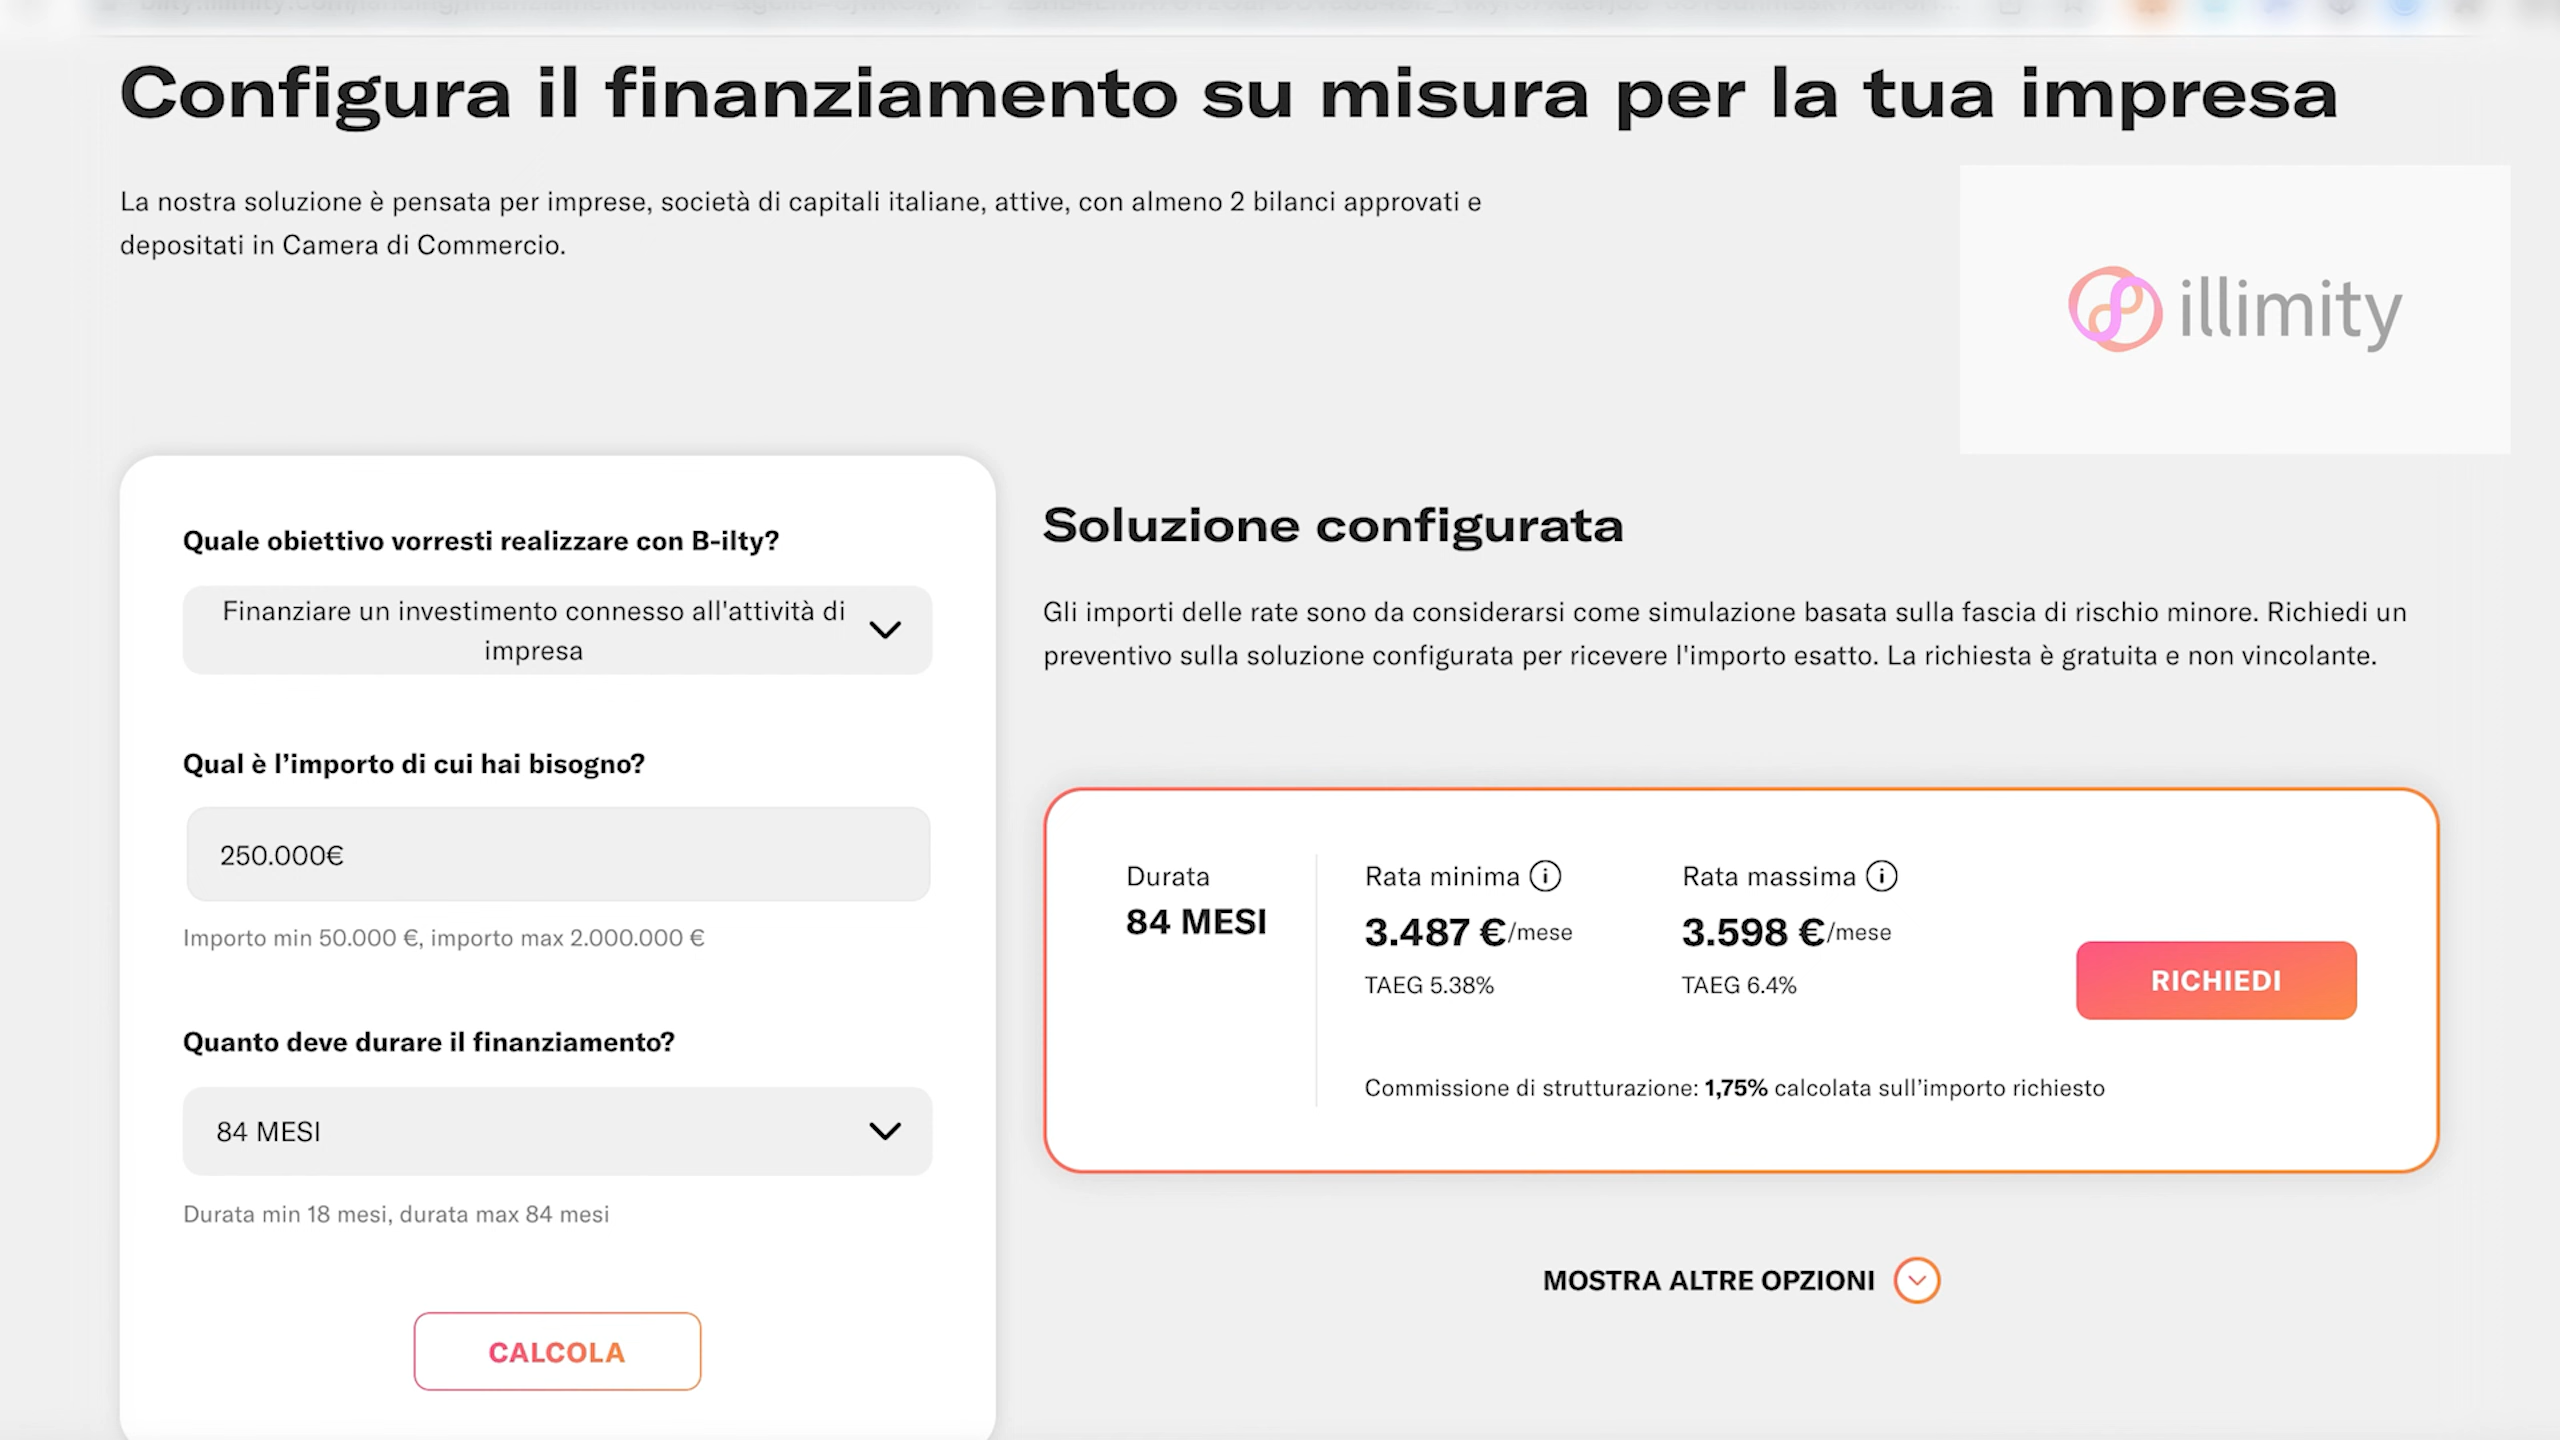 Configura il finanziamento su misura per la tua impresa
La nostra soluzione è pensata per imprese, società di capitali italiane, attive, con almeno 2 bilanci approvati e
depositati in Camera di Commercio.
illimity
Quale obiettivo vorresti realizzare con B-ilty?
Finanziare un investimento connesso all'attività di
impresa
Qual è l’importo di cui hai bisogno?
250.000€
Importo min 50.000 €, importo max 2.000.000 €
Quanto deve durare il finanziamento?
84 MESI
Durata min 18 mesi, durata max 84 mesi
CALCOLA
Soluzione configurata
Gli importi delle rate sono da considerarsi come simulazione basata sulla fascia di rischio minore. Richiedi un
preventivo sulla soluzione configurata per ricevere l'importo esatto. La richiesta è gratuita e non vincolante.
Durata
84 MESI
Rata minima
3.487 €/mese
TAEG 5.38%
Rata massima
3.598 €/mese
TAEG 6.4%
RICHIEDI
Commissione di strutturazione: 1,75% calcolata sull’importo richiesto
MOSTRA ALTRE OPZIONI